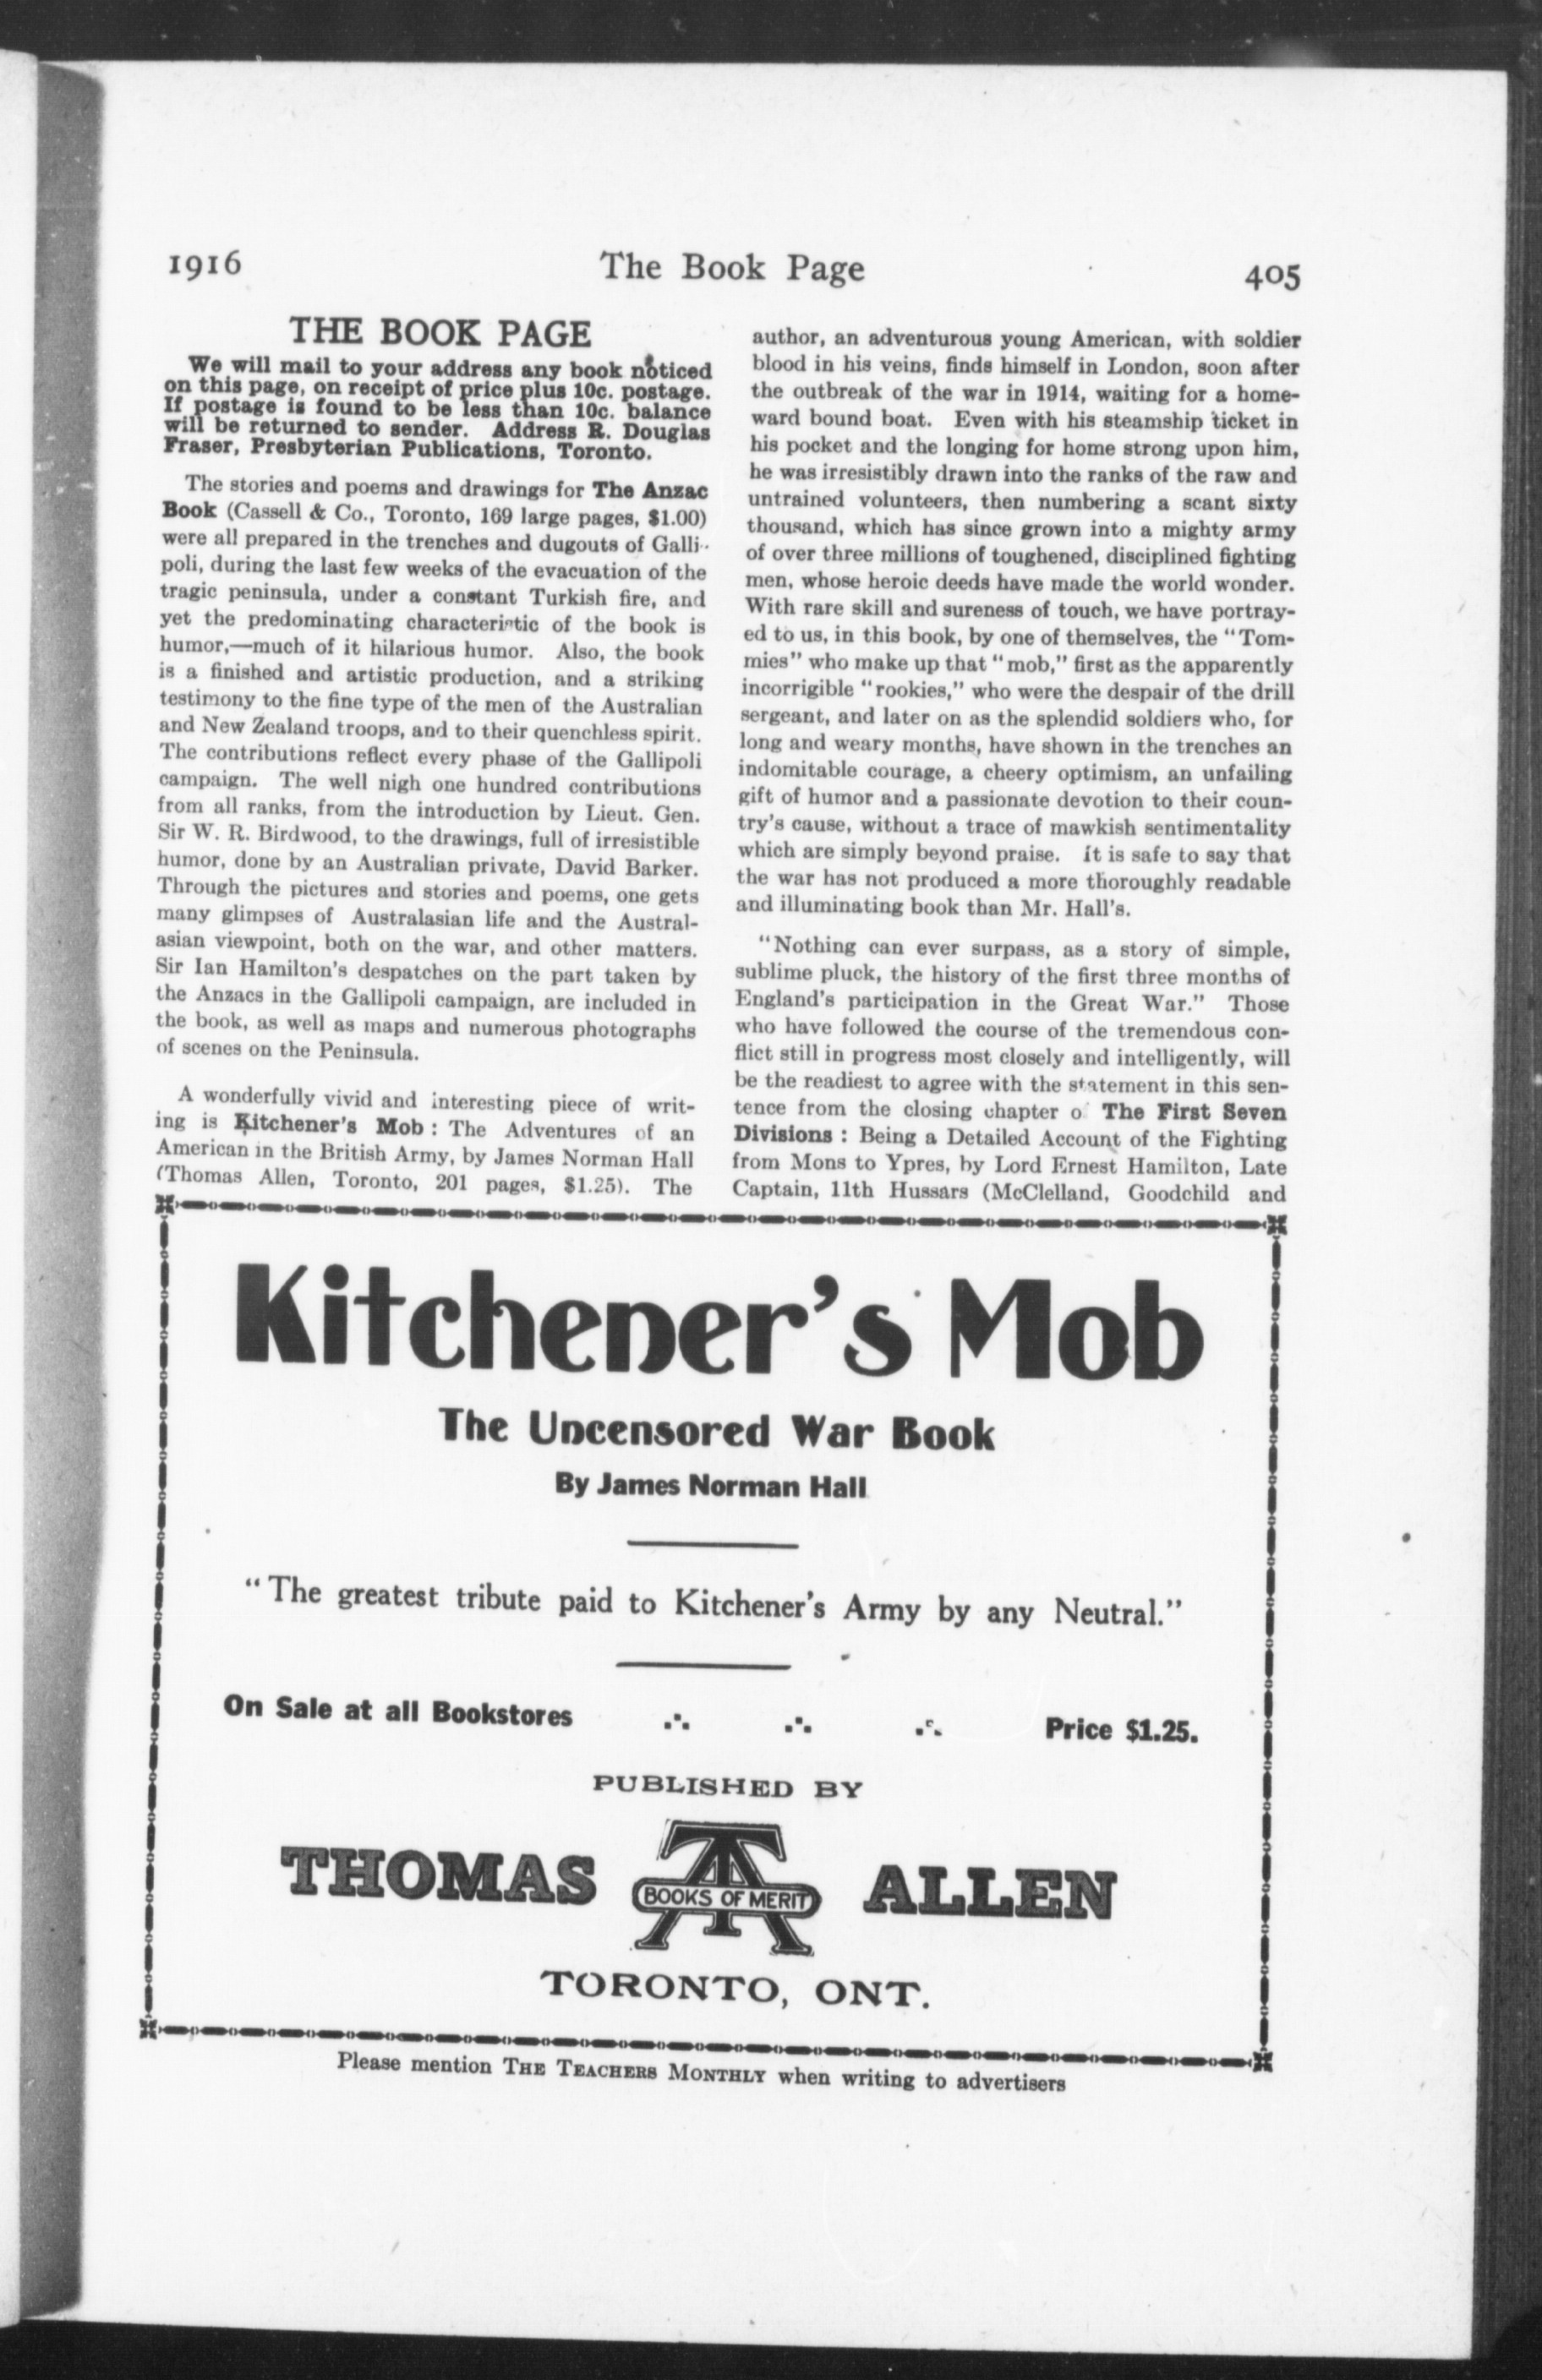 1916 The Book Page 405
THE BOOK PAGE
We will mail to your address any book noticed
on this page, on receipt of price plus 10c. postage.
If postage is found to be less than 10c. balance
will be returned to sender. Address R. Douglas
Fraser, Presbyterian Publications, Toronto.
The stories and poems and drawings for The Anzac
Book (Cassell & Co., Toronto, 169 large pages, $1.00)
were all prepared in the trenches and dugouts of Galli-
poli, during the last few weeks of the evacuation of the
tragic peninsula, under a constant Turkish fire, and
yet the predominating characteristic of the book is
humor,—much of it hilarious humor. Also, the book
is a finished and artistic production, and a striking
testimony to the fine type of the men of the Australian
and New Zealand troops, and to their quenchless spirit.
The contributions reflect every phase of the Gallipoli
campaign. The well nigh one hundred contributions
from all ranks, from the introduction by Lieut. Gen.
Sir W. R. Birdwood, to the drawings, full of irresistible
humor, done by an Australian private, David Barker.
Through the pictures and stories and poems, one gets
many glimpses of Australasian life and the Austral-
asian viewpoint, both on the war, and other matters.
Sir Ian Hamilton's despatches on the part taken by
the Anzacs in the Gallipoli campaign, are included in
the book, as well as maps and numerous photographs
of scenes on the Peninsula.
A wonderfully vivid and interesting piece of writ-
ing is Kitchener's Mob : The Adventures of an
American in the British Army, by James Norman Hall
(Thomas Allen, Toronto, 201 pages, $1.25). The
author, an adventurous young American, with soldier
blood in his veins, finds himself in London, soon after
the outbreak of the war in 1914, waiting for a home-
ward bound boat. Even with his steamship ticket in
his pocket and the longing for home strong upon him,
he was irresistibly drawn into the ranks of the raw and
untrained volunteers, then numbering a scant sixty
thousand, which has since grown into a mighty army
of over three millions of toughened, disciplined fighting
men, whose heroic deeds have made the world wonder.
With rare skill and sureness of touch, we have portray-
ed to us, in this book, by one of themselves, the "Tom-
mies" who make up that "mob," first as the apparently
incorrigible "rookies," who were the despair of the drill
sergeant, and later on as the splendid soldiers who, for
long and weary months, have shown in the trenches an
indomitable courage, a cheery optimism, an unfailing
gift of humor and a passionate devotion to their coun-
try's cause, without a trace of mawkish sentimentality
which are simply beyond praise. It is safe to say that
the war has not produced a more thoroughly readable
and illuminating book than Mr. Hall's.
"Nothing can ever surpass, as a story of simple,
sublime pluck, the history of the first three months of
England's participation in the Great War." Those
who have followed the course of the tremendous con-
flict still in progress most closely and intelligently, will
be the readiest to agree with the statement in this sen-
tence from the closing chapter o The First Seven
Divisions : Being a Detailed Account of the Fighting
from Mons to Ypres, by Lord Ernest Hamilton, Late
Captain, 11th Hussars (McClelland, Goodchild and
Kitchener's Mob
The Uncensored War Book
By James Norman Hall
"The greatest tribute paid to Kitchener's Army by any Neutral."
On Sale at all Bookstores ∴ ∴ ∴ Price $1.25.
PUBLISHED BY
THOMAS TA BOOKS OF MERIT ALLEN
TORONTO, ONT.
Please mention THE TEACHERS MONTHLY when writing to advertisers